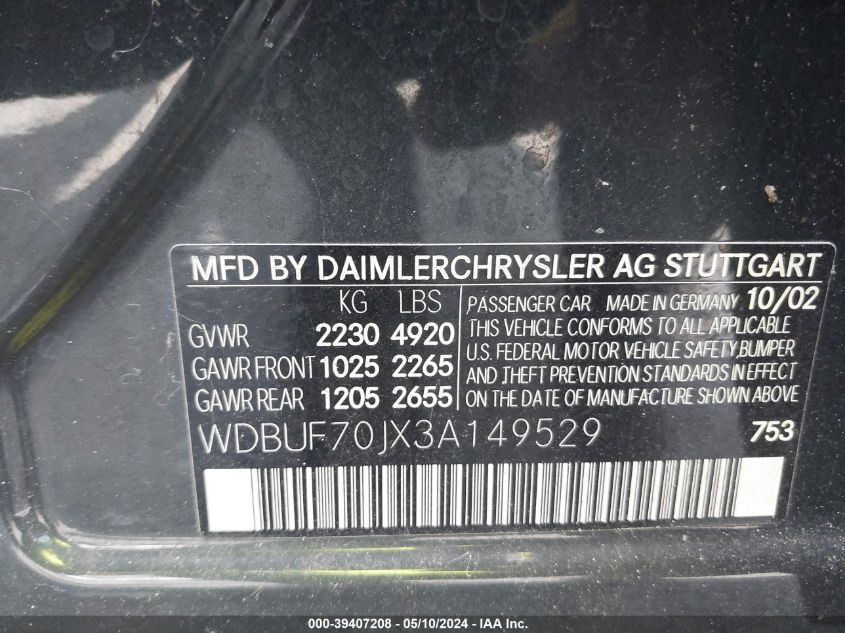 MFD BY DAIMLERCHRYSLER AG STUTTGART
KG LBS
GVWR 2230 4920
GAWR FRONT 1025 2265
GAWR REAR 1205 2655
PASSENGER CAR MADE IN GERMANY 10/02
THIS VEHICLE CONFORMS TO ALL APPLICABLE
U.S. FEDERAL MOTOR VEHICLE SAFETY, BUMPER
AND THEFT PREVENTION STANDARDS IN EFFECT
ON THE DATE OF MANUFACTURE SHOWN ABOVE
WDBUF70JX3A149529 753
000-39407208 - 05/10/2024 - IAA Inc.